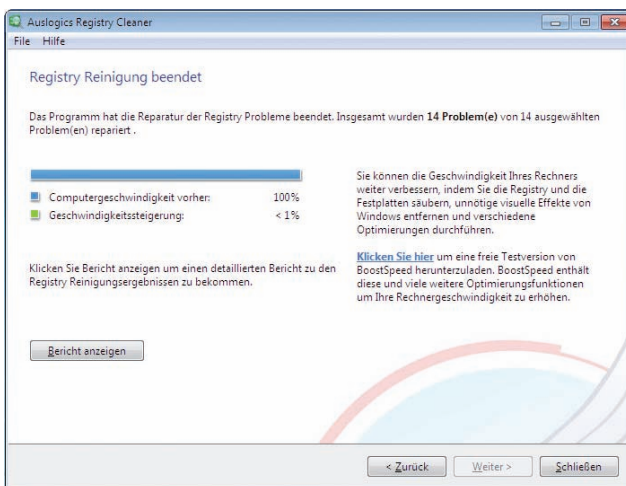 Auslogics Registry Cleaner
File Hilfe
Registry Reinigung beendet
Das Programm hat die Reparatur der Registry Probleme beendet. Insgesamt wurden 14 Problem(e) von 14 ausgewählten
Problem(en) repariert .
Computergeschwindigkeit vorher: 100%
Geschwindigkeitssteigerung: < 1%
Klicken Sie Bericht anzeigen um einen detaillierten Bericht zu den
Registry Reinigungsergebnissen zu bekommen.
Bericht anzeigen
Sie können die Geschwindigkeit Ihres Rechners
weiter verbessern, indem Sie die Registry und die
Festplatten säubern, unnötige visuelle Effekte von
Windows entfernen und verschiedene
Optimierungen durchführen.
Klicken Sie hier um eine freie Testversion von
BoostSpeed herunterzuladen. BoostSpeed enthält
diese und viele weitere Optimierungsfunktionen
um Ihre Rechnergeschwindigkeit zu erhöhen.
< Zurück Weiter > Schließen